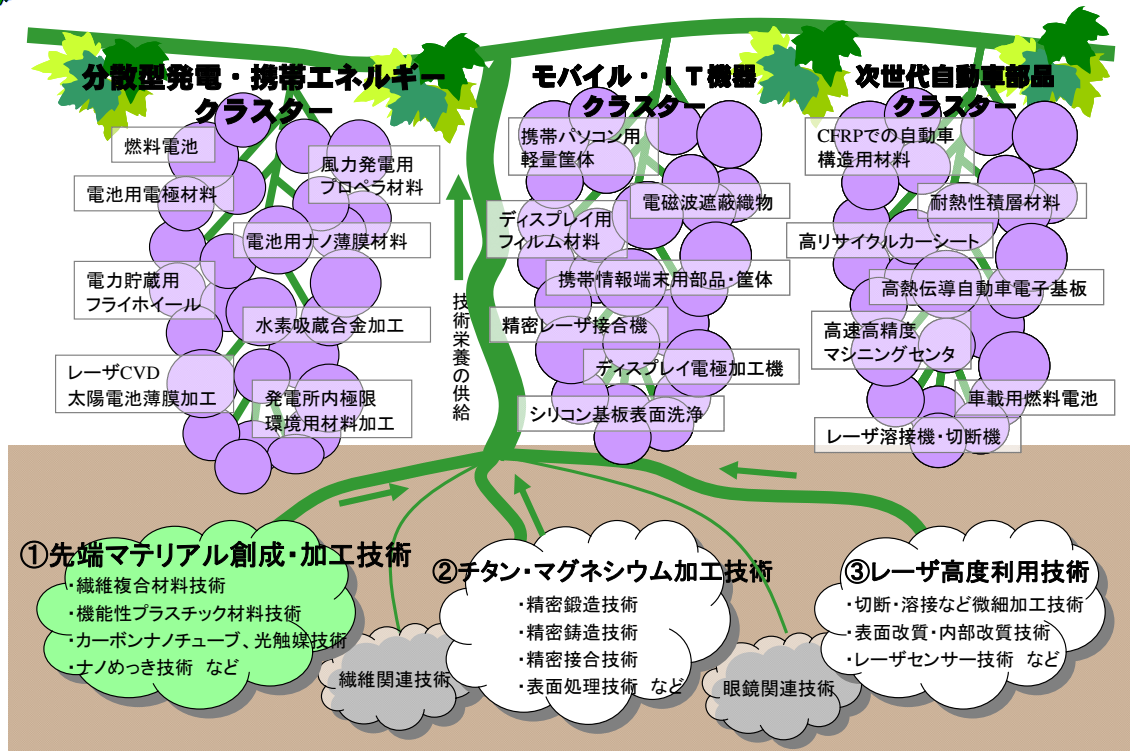 分散型発電・携帯エネルギー
クラスター
燃料電池
風力発電用
プロペラ材料
電池用電極材料
電池用ナノ薄膜材料
電力貯蔵用
フライホイール
水素吸蔵合金加工
レーザCVD
太陽電池薄膜加工
発電所内極限
環境用材料加工
技術栄養の供給
モバイル・ＩＴ機器
クラスター
携帯パソコン用
軽量筐体
電磁波遮蔽織物
ディスプレイ用
フィルム材料
携帯情報端末用部品・筐体
精密レーザ接合機
ディスプレイ電極加工機
シリコン基板表面洗浄
次世代自動車部品
クラスター
CFRPでの自動車
構造用材料
耐熱性積層材料
高リサイクルカーシート
高熱伝導自動車電子基板
高速高精度
マシニングセンタ
車載用燃料電池
レーザ溶接機・切断機
①先端マテリアル創成・加工技術
・繊維複合材料技術
・機能性プラスチック材料技術
・カーボンナノチューブ、光触媒技術
・ナノめっき技術 など
繊維関連技術
②チタン・マグネシウム加工技術
・精密鍛造技術
・精密鋳造技術
・精密接合技術
・表面処理技術 など
眼鏡関連技術
③レーザ高度利用技術
・切断・溶接など微細加工技術
・表面改質・内部改質技術
・レーザセンサー技術 など